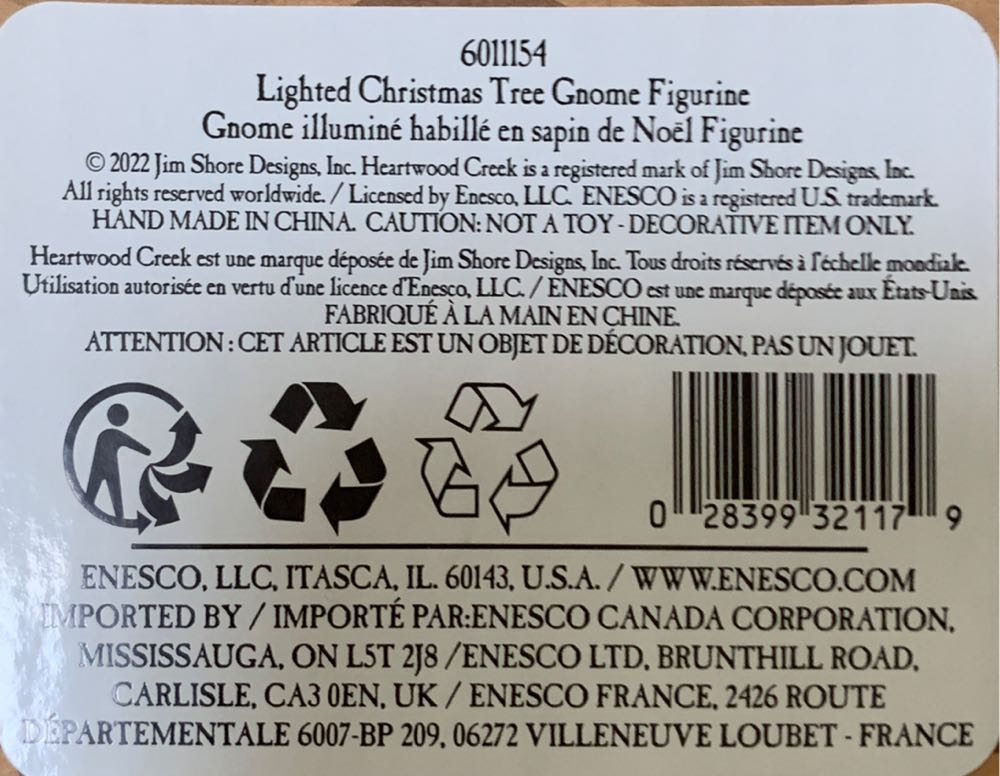 6011154
Lighted Christmas Tree Gnome Figurine
Gnome illuminé habillé en sapin de Noël Figurine
© 2022 Jim Shore Designs, Inc. Heartwood Creek is a registered mark of Jim Shore Designs, Inc.
All rights reserved worldwide. / Licensed by Enesco, LLC. ENESCO is a registered U.S. trademark.
HAND MADE IN CHINA. CAUTION: NOT A TOY - DECORATIVE ITEM ONLY.
Heartwood Creek est une marque déposée de Jim Shore Designs, Inc. Tous droits réservés à l'échelle mondiale.
Utilisation autorisée en vertu d'une licence d'Enesco, LLC. / ENESCO est une marque déposée aux États-Unis.
FABRIQUÉ À LA MAIN EN CHINE.
ATTENTION : CET ARTICLE EST UN OBJET DE DÉCORATION, PAS UN JOUET.
0 28399 32117 9
ENESCO, LLC, ITASCA, IL. 60143, U.S.A. / WWW.ENESCO.COM
IMPORTED BY / IMPORTÉ PAR:ENESCO CANADA CORPORATION,
MISSISSAUGA, ON L5T 2J8 /ENESCO LTD, BRUNTHILL ROAD,
CARLISLE, CA3 0EN, UK / ENESCO FRANCE, 2426 ROUTE
DÉPARTEMENTALE 6007-BP 209, 06272 VILLENEUVE LOUBET - FRANCE